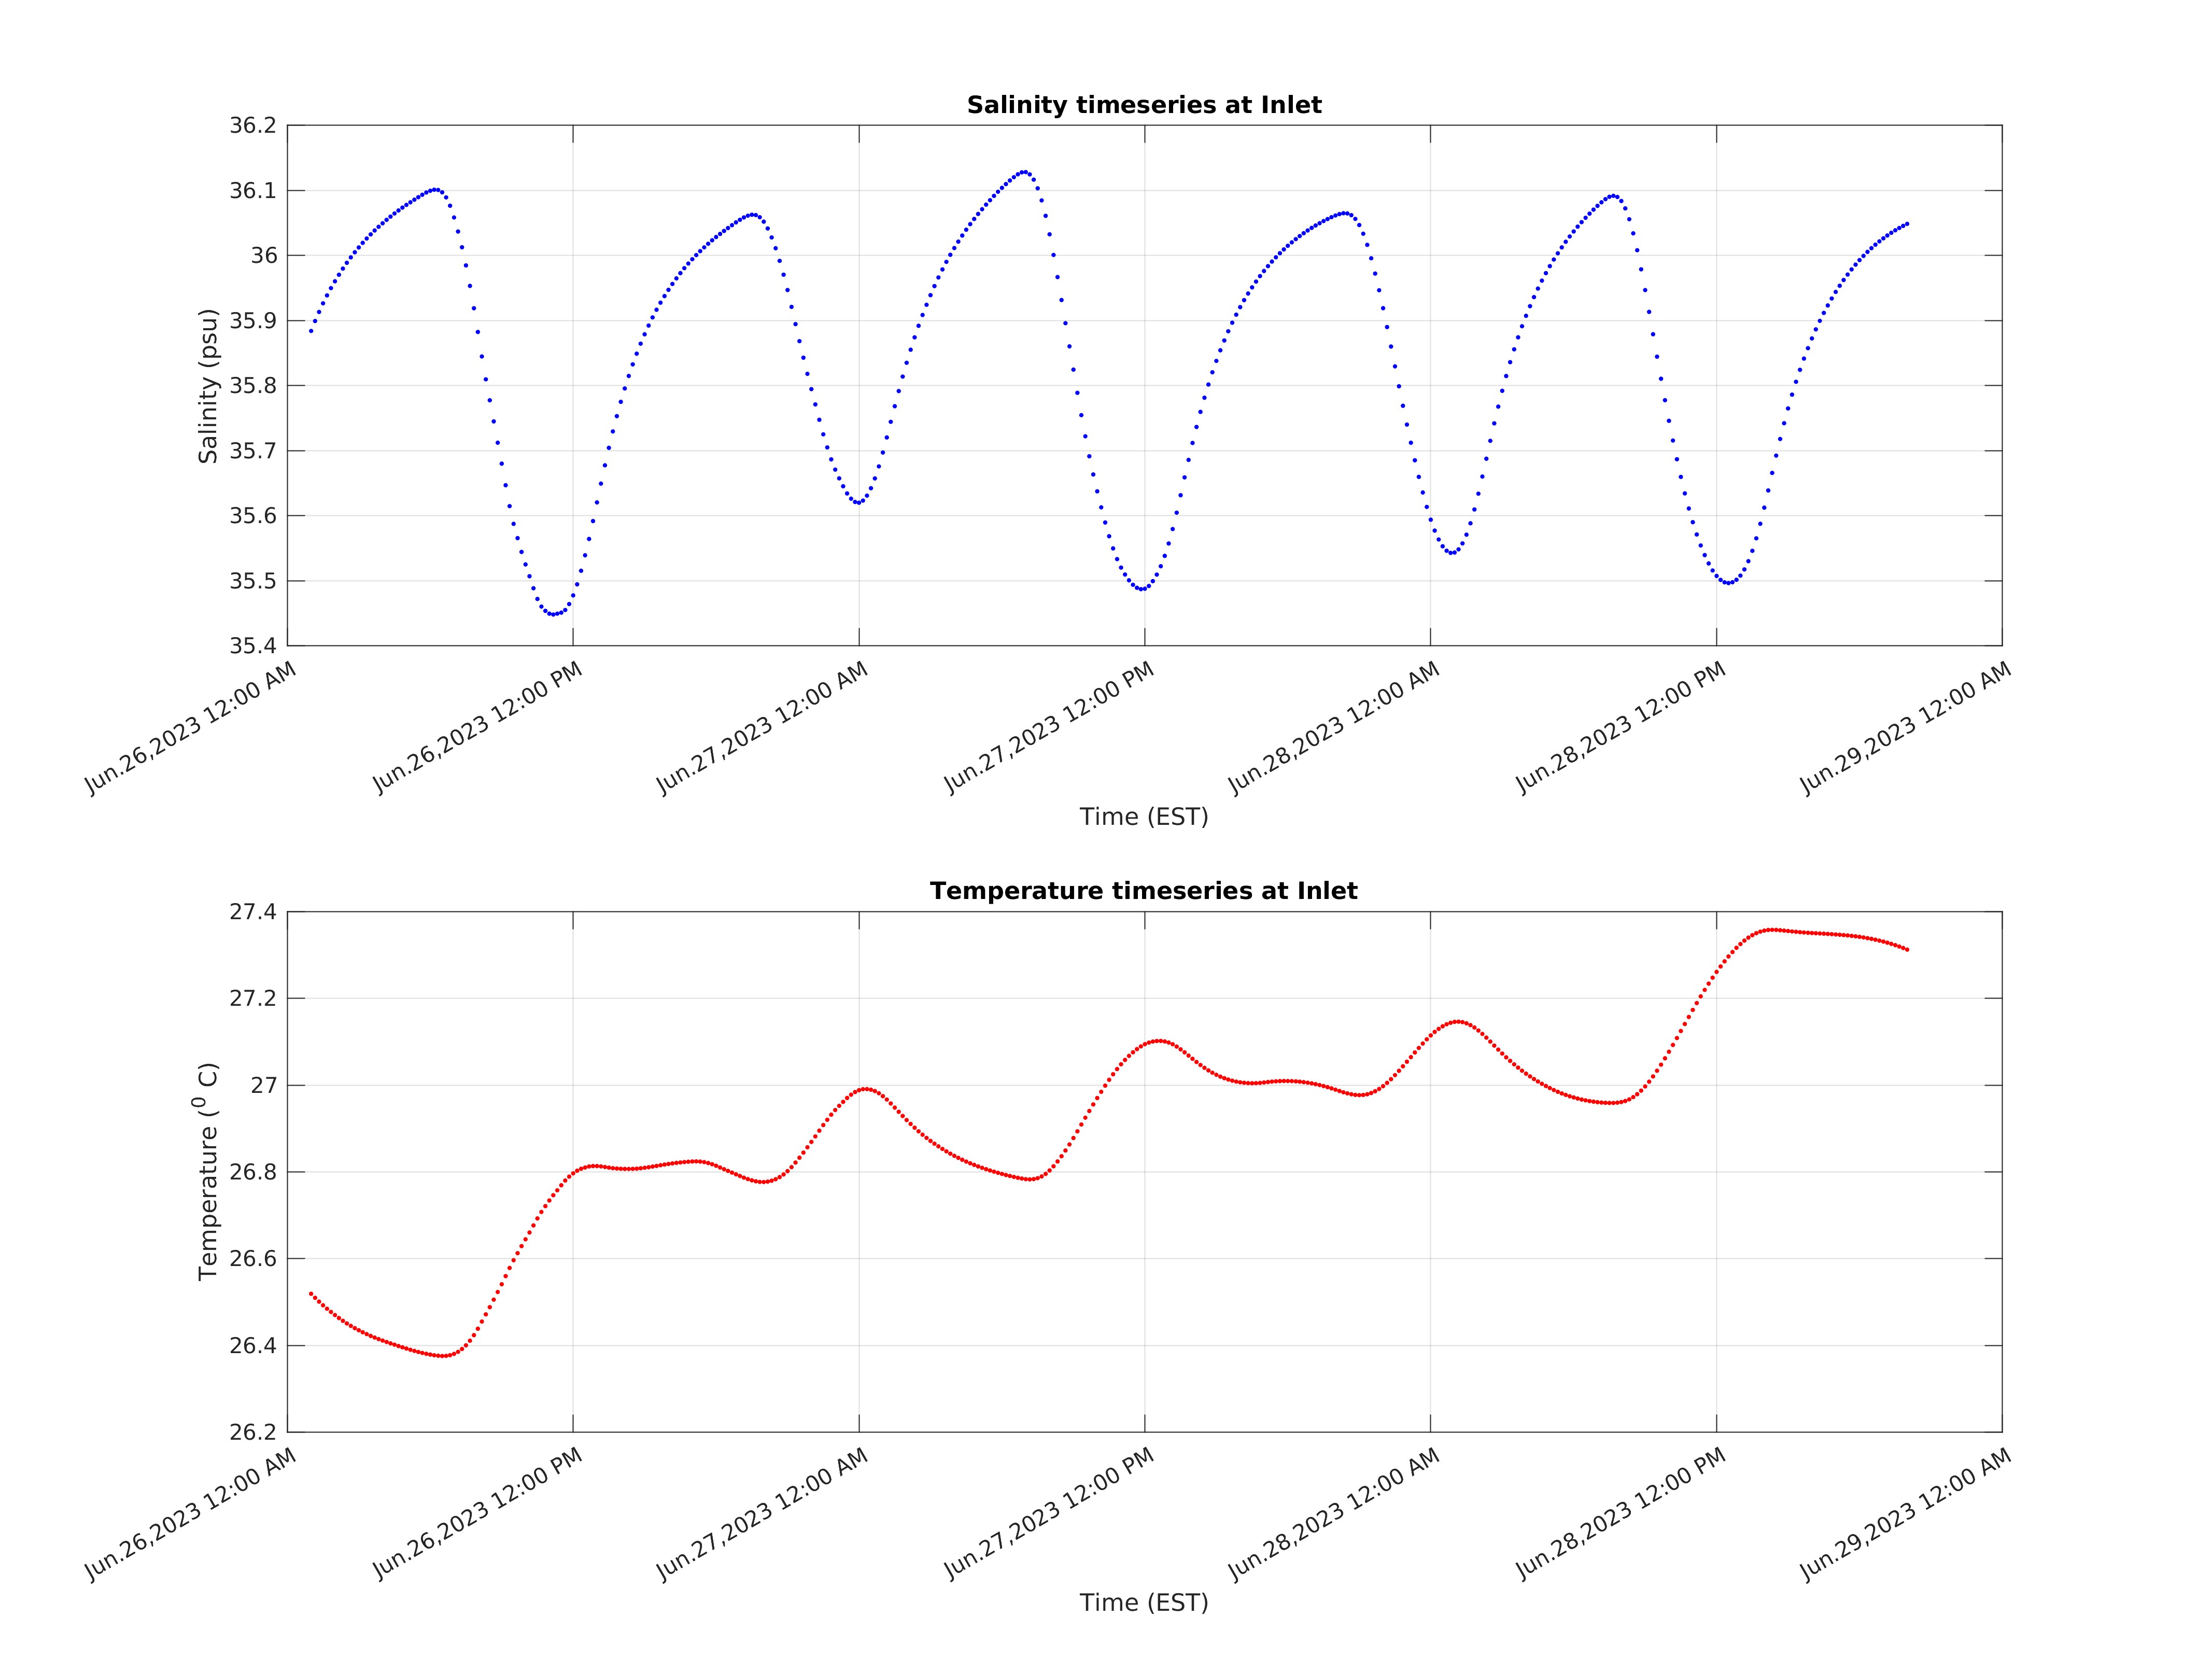 Salinity timeseries at Inlet
36.2
36.1
36
35.9
35.8
35.7
35.6
35.5
35.4
Salinity (psu)
Jun.26,2023 12:00 AM
Jun.26,2023 12:00 PM
Jun.27,2023 12:00 AM
Jun.27,2023 12:00 PM
Jun.28,2023 12:00 AM
Jun.28,2023 12:00 PM
Jun.29,2023 12:00 AM
Time (EST)
Temperature timeseries at Inlet
27.4
27.2
27
26.8
26.6
26.4
26.2
Temperature (⁰ C)
Jun.26,2023 12:00 AM
Jun.26,2023 12:00 PM
Jun.27,2023 12:00 AM
Jun.27,2023 12:00 PM
Jun.28,2023 12:00 AM
Jun.28,2023 12:00 PM
Jun.29,2023 12:00 AM
Time (EST)